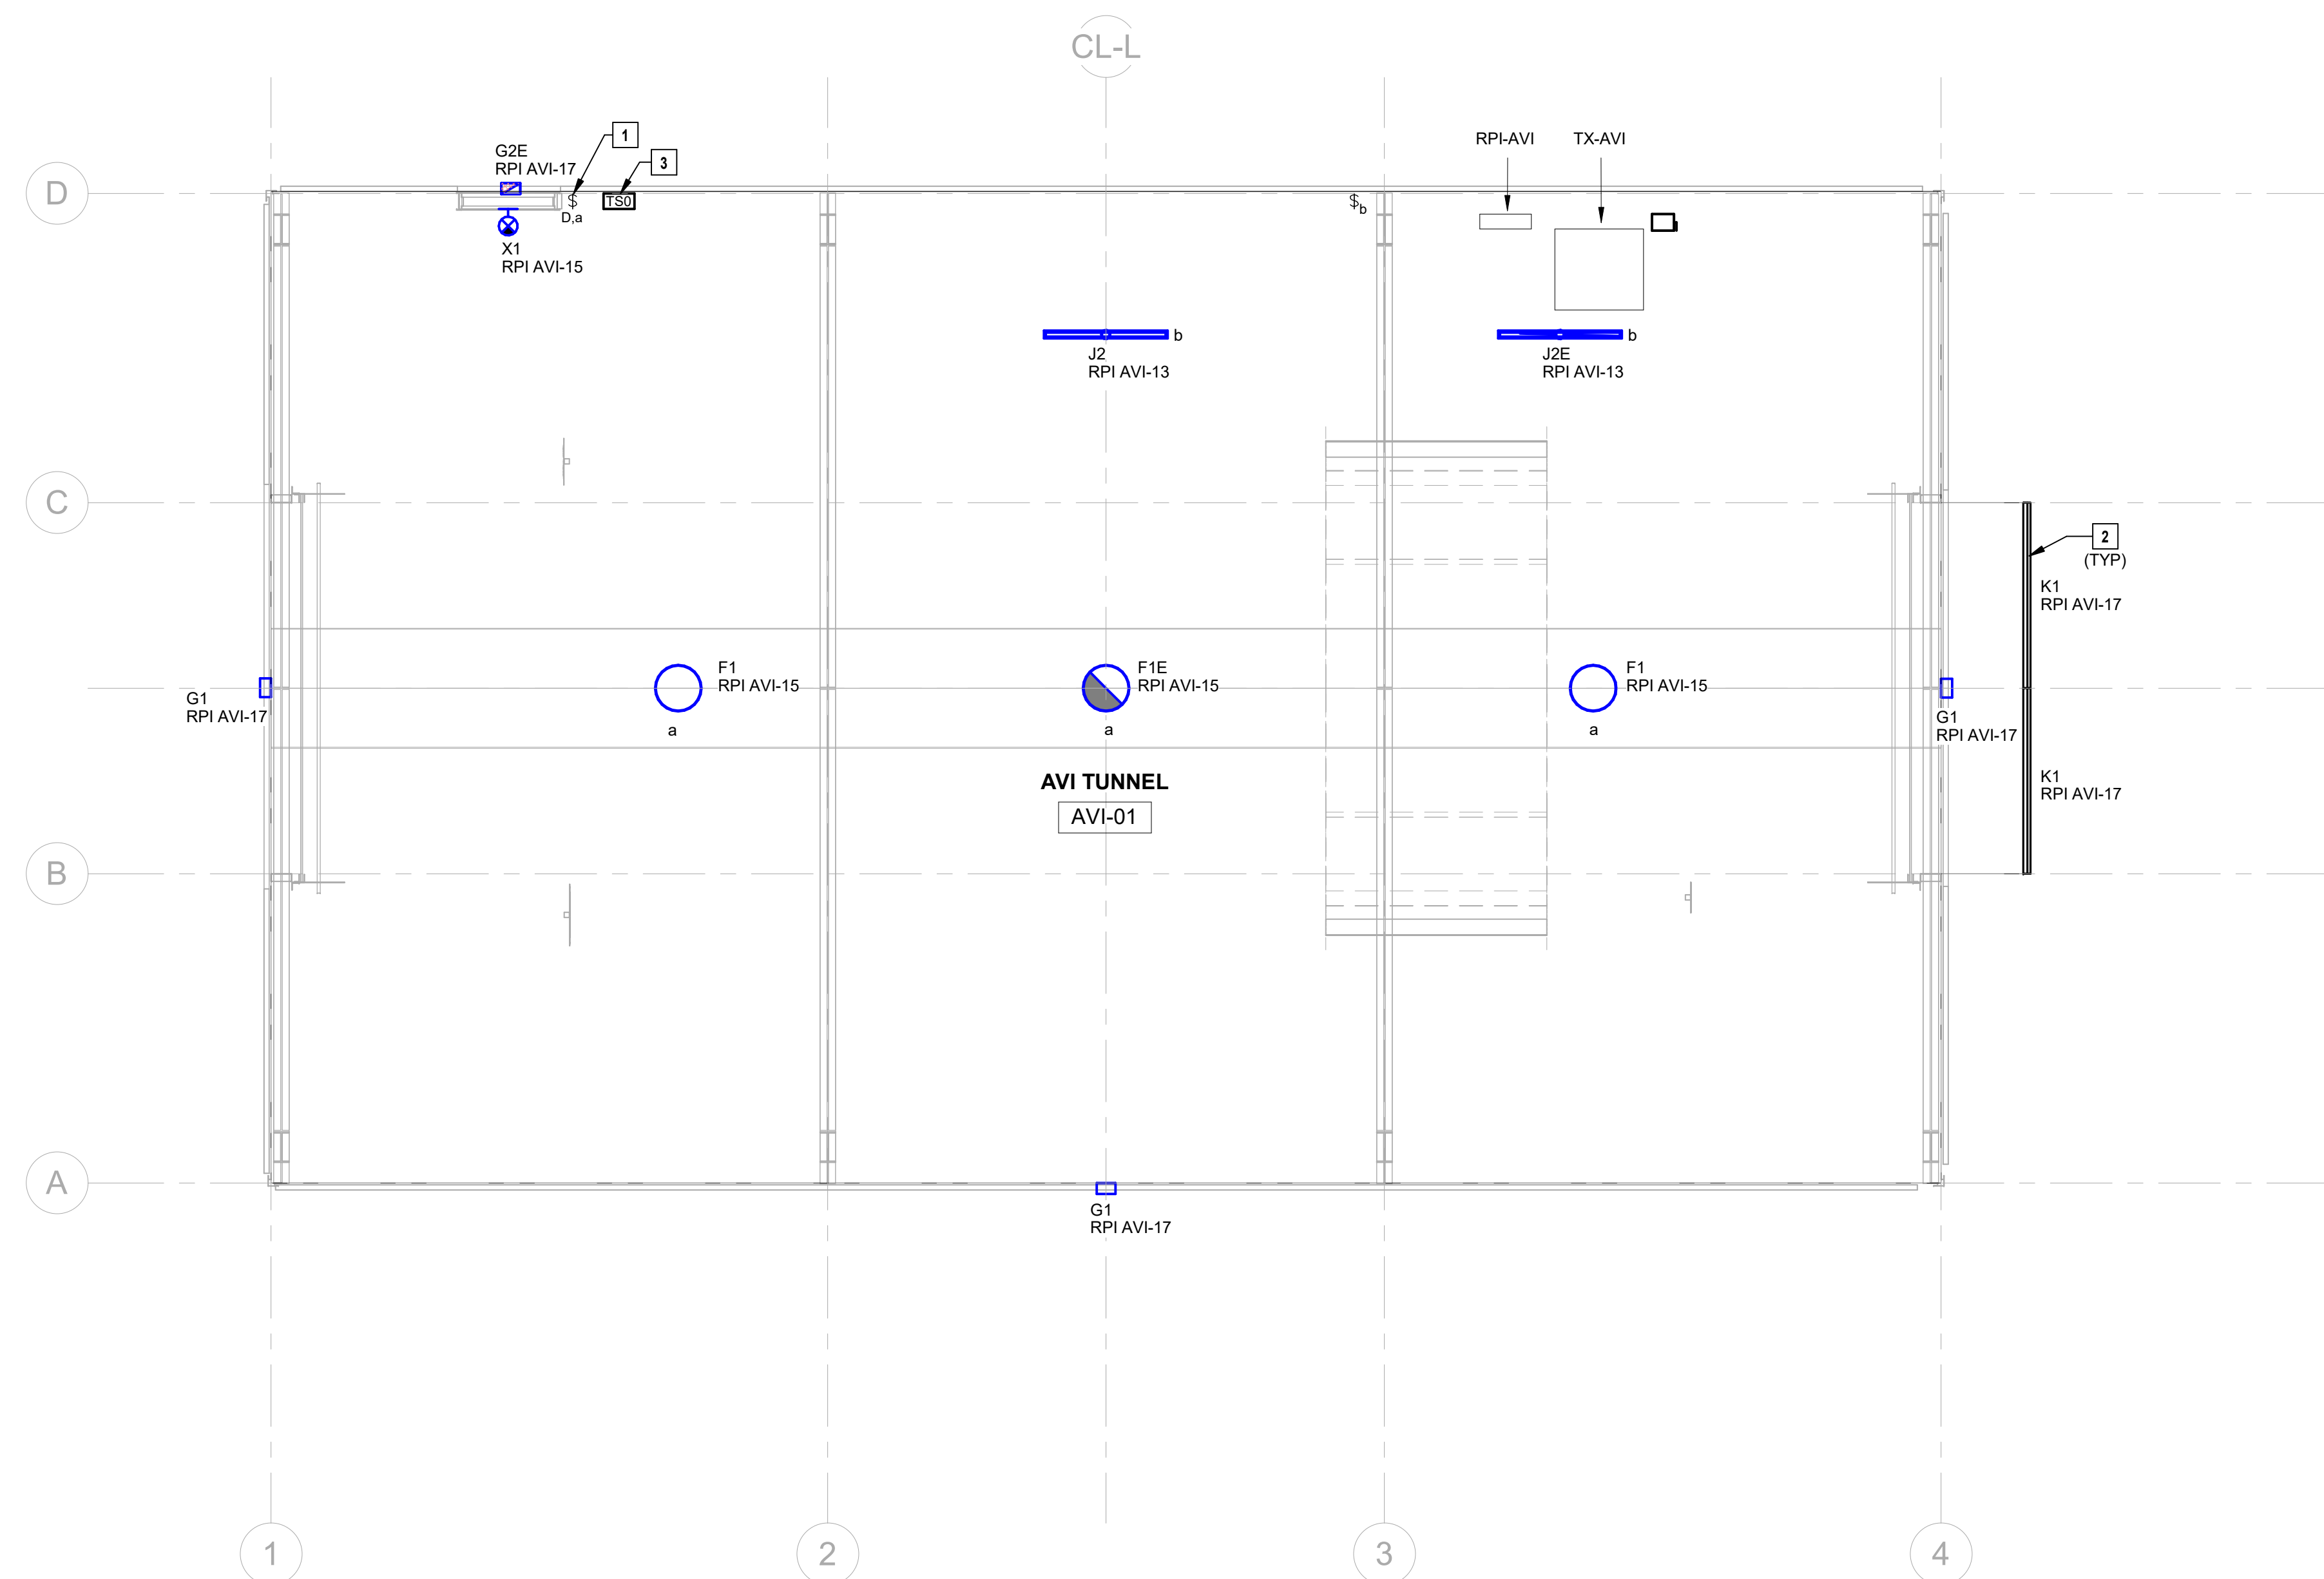 CL-L
1
G2E
RPI AVI-17
3
RPI-AVI
TX-AVI
D
$
D,a
TS0
$b
X1
RPI AVI-15
b
J2
RPI AVI-13
b
J2E
RPI AVI-13
C
2
(TYP)
K1
RPI AVI-17
F1
RPI AVI-15
a
F1E
RPI AVI-15
a
F1
RPI AVI-15
a
G1
RPI AVI-17
G1
RPI AVI-17
AVI TUNNEL
AVI-01
K1
RPI AVI-17
B
A
G1
RPI AVI-17
1
2
3
4